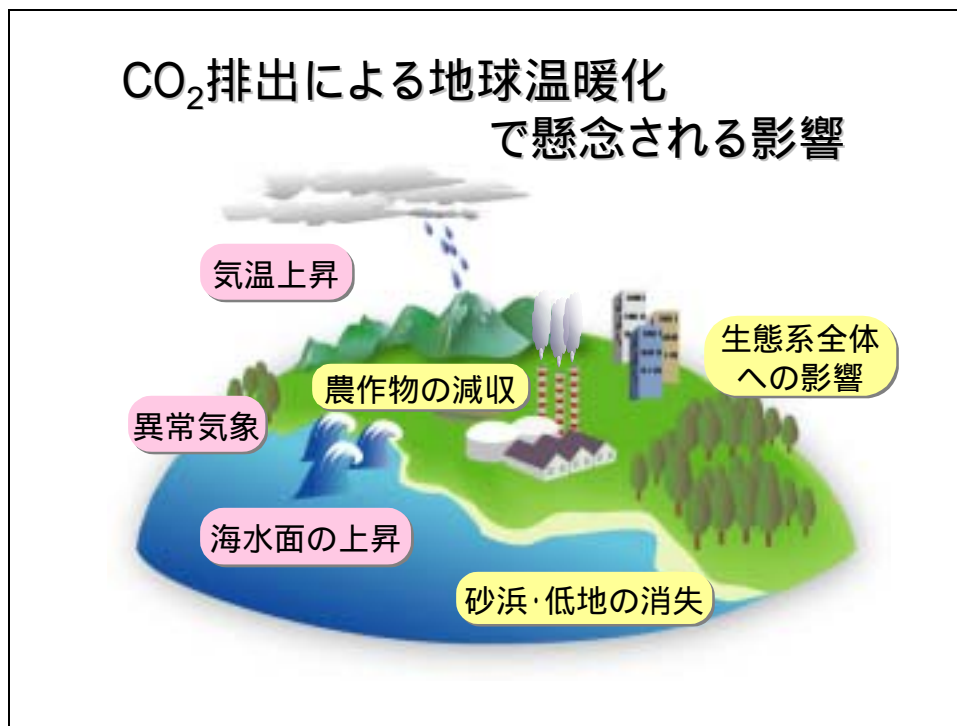 CO₂排出による地球温暖化
で懸念される影響
気温上昇
生態系全体
への影響
農作物の減収
異常気象
海水面の上昇
砂浜・低地の消失